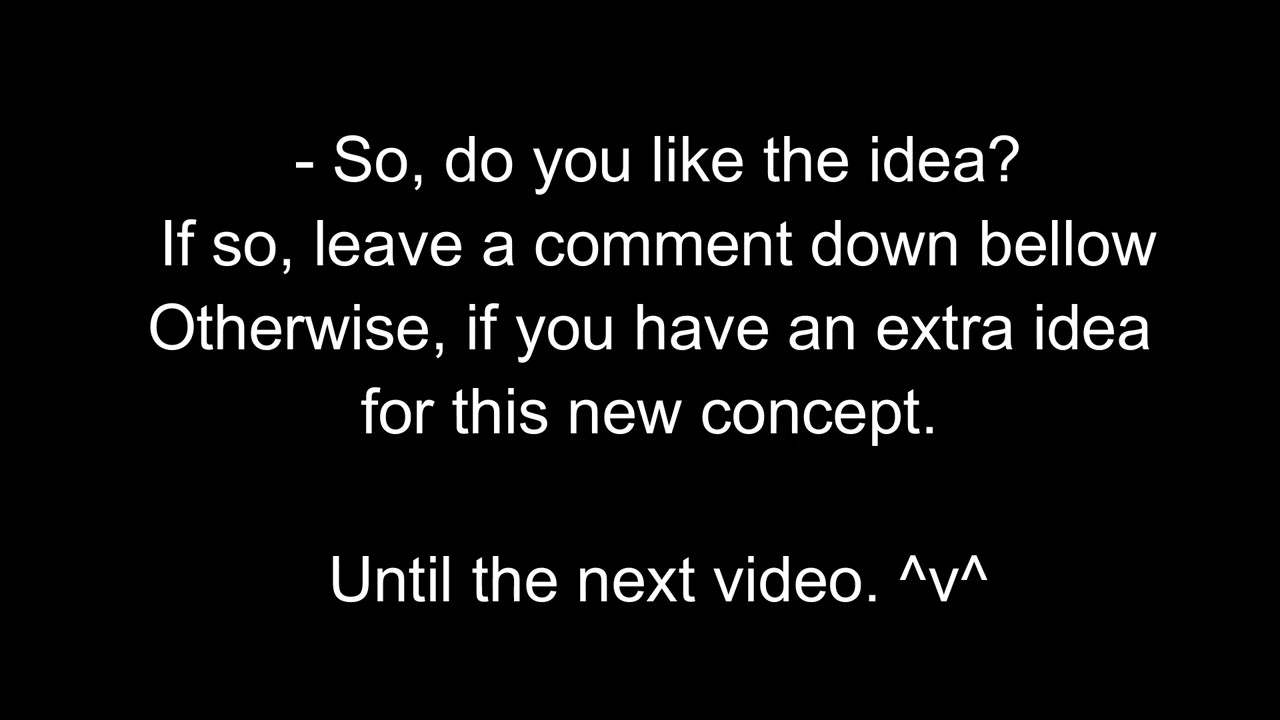 - So, do you like the idea?
If so, leave a comment down bellow
Otherwise, if you have an extra idea
for this new concept.
Until the next video. ^v^